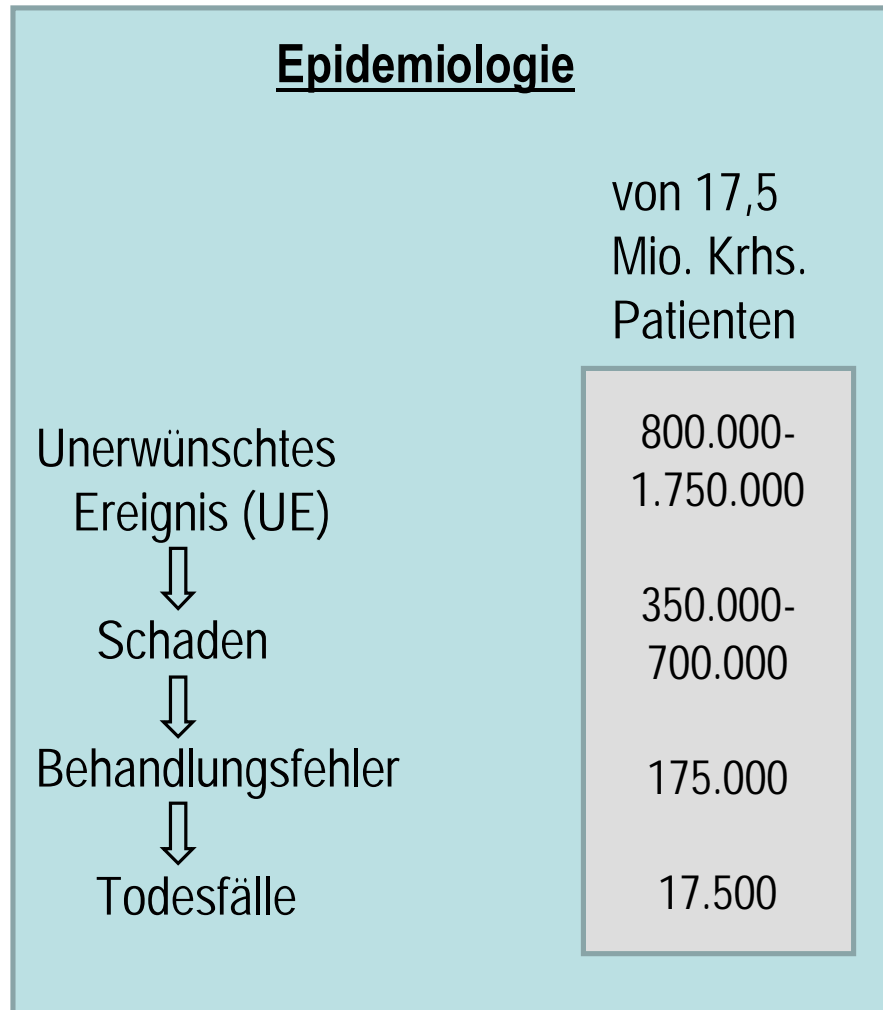 Epidemiologie
von 17,5
Mio. Krhs.
Patienten
Unerwünschtes
Ereignis (UE)
800.000-
1.750.000
Schaden
350.000-
700.000
Behandlungsfehler
175.000
Todesfälle
17.500